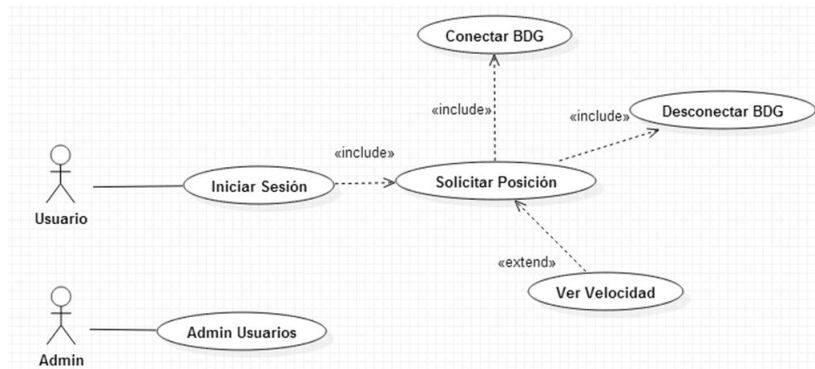 Conectar BDG
«include»
Desconectar BDG
«include»
«include»
Iniciar Sesión
Solicitar Posición
Usuario
«extend»
Ver Velocidad
Admin Usuarios
Admin